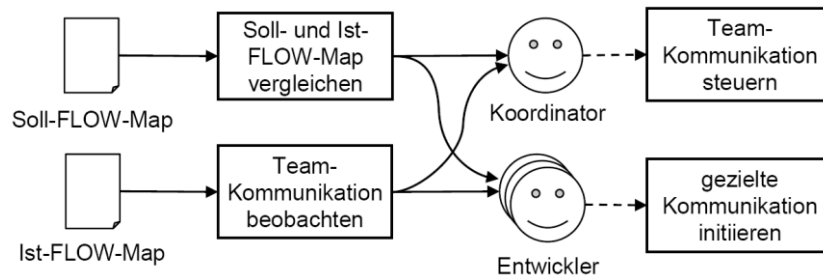 Soll- und Ist-
FLOW-Map
vergleichen
Team-
Kommunikation
steuern
Soll-FLOW-Map
Koordinator
Team-
Kommunikation
beobachten
gezielte
Kommunikation
initiieren
Ist-FLOW-Map
Entwickler